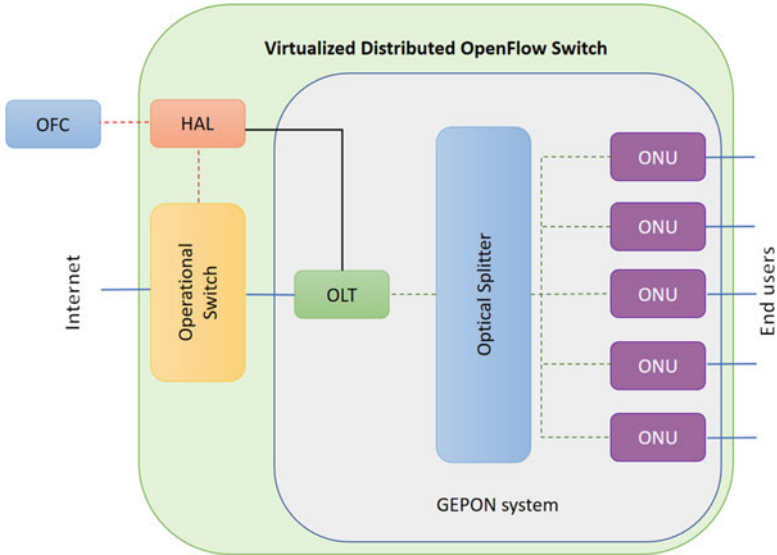 Virtualized Distributed OpenFlow Switch
OFC
HAL
Internet
Operational
Switch
OLT
Optical Splitter
ONU
ONU
ONU
ONU
ONU
End users
GEPON system